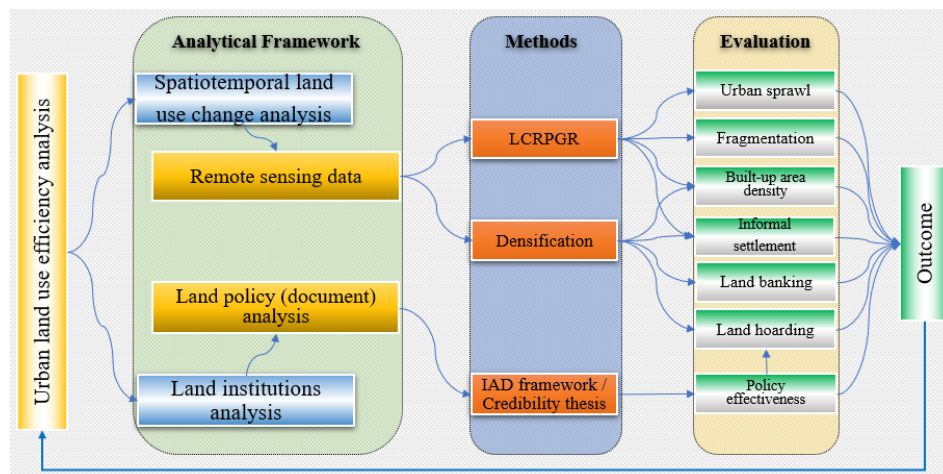 Urban land use efficiency analysis
Analytical Framework
Spatiotemporal land
use change analysis
Remote sensing data
Land policy (document)
analysis
Land institutions
analysis
Methods
LCRPGR
Densification
IAD framework /
Credibility thesis
Evaluation
Urban sprawl
Fragmentation
Built-up area
density
Informal
settlement
Land banking
Land hoarding
Policy
effectiveness
Outcome